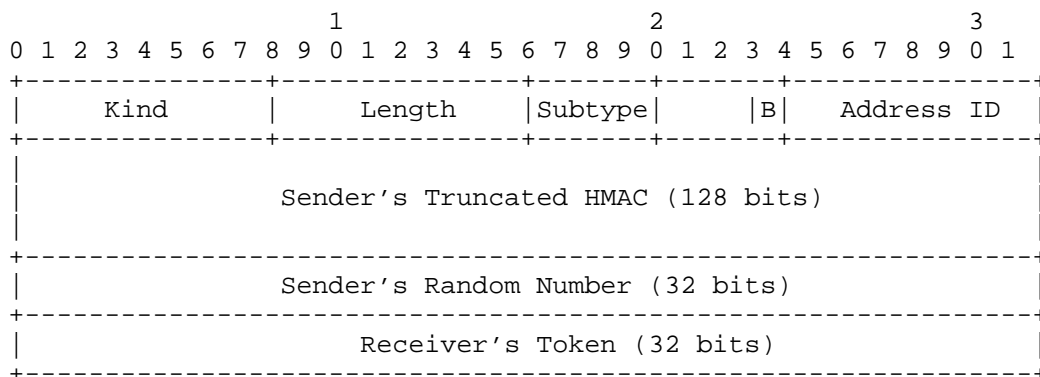 1 2 3
0 1 2 3 4 5 6 7 8 9 0 1 2 3 4 5 6 7 8 9 0 1 2 3 4 5 6 7 8 9 0 1
Kind Length Subtype B Address ID
Sender's Truncated HMAC (128 bits)
Sender's Random Number (32 bits)
Receiver's Token (32 bits)